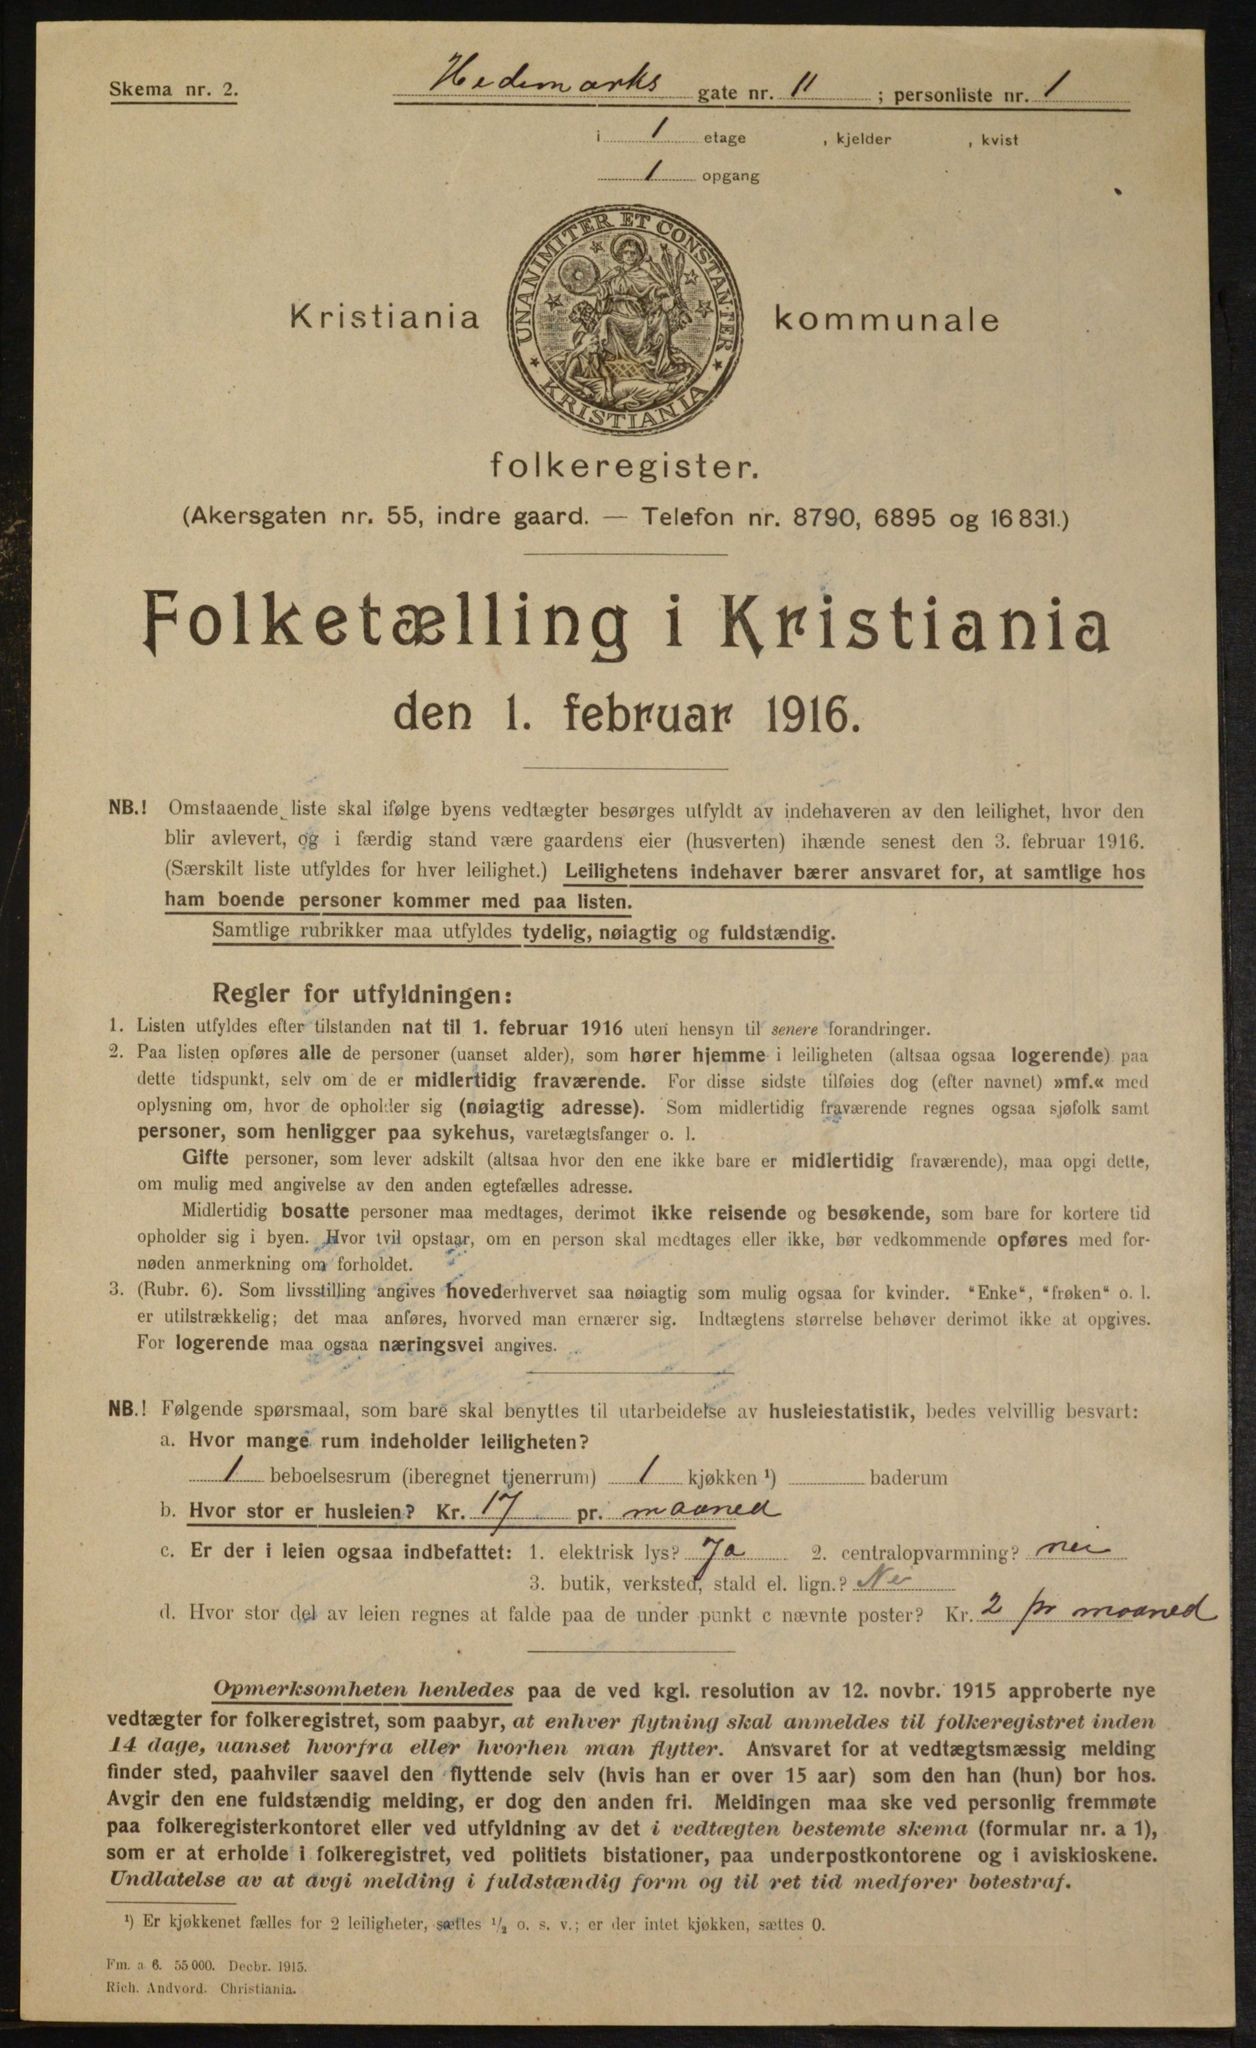 Skema nr. 2.
Hedemarks gate nr. 11 ; personliste nr. 1
i 1 etage , kjelder , kvist
1 opgang
UNANIMITER ET CONSTANTER
KRISTIANIA
Kristiania kommunale
folkeregister.
(Akersgaten nr. 55, indre gaard. — Telefon nr. 8790, 6895 og 16831.)
Folketælling i Kristiania
den 1. februar 1916.
NB.! Omstaaende liste skal ifølge byens vedtægter besørges utfyldt av indehaveren av den leilighet, hvor den
blir avlevert, og i færdig stand være gaardens eier (husverten) ihænde senest den 3. februar 1916.
(Særskilt liste utfyldes for hver leilighet.) Leilighetens indehaver bærer ansvaret for, at samtlige hos
ham boende personer kommer med paa listen.
Samtlige rubrikker maa utfyldes tydelig, nøiagtig og fuldstændig.
Regler for utfyldningen:
1. Listen utfyldes efter tilstanden nat til 1. februar 1916 uten hensyn til senere forandringer.
2. Paa listen opføres alle de personer (uanset alder), som hører hjemme i leiligheten (altsaa ogsaa logerende) paa
dette tidspunkt, selv om de er midlertidig fraværende. For disse sidste tilføies dog (efter navnet) »mf.« med
oplysning om, hvor de opholder sig (nøiagtig adresse). Som midlertidig fraværende regnes ogsaa sjøfolk samt
personer, som henligger paa sykehus, varetægtsfanger o. l.
Gifte personer, som lever adskilt (altsaa hvor den ene ikke bare er midlertidig fraværende), maa opgi dette,
om mulig med angivelse av den anden egtefælles adresse.
Midlertidig bosatte personer maa medtages, derimot ikke reisende og besøkende, som bare for kortere tid
opholder sig i byen. Hvor tvil opstaar, om en person skal medtages eller ikke, bør vedkommende opføres med for-
nøden anmerkning om forholdet.
3. (Rubr. 6). Som livsstilling angives hovederhvervet saa nøiagtig som mulig ogsaa for kvinder. "Enke", "frøken" o. l.
er utilstrækkelig; det maa anføres, hvorved man ernærer sig. Indtægtens størrelse behøver derimot ikke at opgives.
For logerende maa ogsaa næringsvei angives.
NB.! Følgende spørsmaal, som bare skal benyttes til utarbeidelse av husleiestatistik, bedes velvillig besvart:
a. Hvor mange rum indeholder leiligheten?
1 beboelsesrum (iberegnet tjenerrum) 1 kjøkken ¹) baderum
b. Hvor stor er husleien? Kr. 17 pr. maaned
c. Er der i leien ogsaa indbefattet: 1. elektrisk lys? Ja 2. centralopvarmning? nei
3. butik, verksted, stald el. lign.? Nei
d. Hvor stor del av leien regnes at falde paa de under punkt c nævnte poster? Kr. 2 pr maaned
Opmerksomheten henledes paa de ved kgl. resolution av 12. novbr. 1915 approberte nye
vedtægter for folkeregistret, som paabyr, at enhver flytning skal anmeldes til folkeregistret inden
14 dage, uanset hvorfra eller hvorhen man flytter. Ansvaret for at vedtægtsmæssig melding
finder sted, paahviler saavel den flyttende selv (hvis han er over 15 aar) som den han (hun) bor hos.
Avgir den ene fuldstændig melding, er dog den anden fri. Meldingen maa ske ved personlig fremmøte
paa folkeregisterkontoret eller ved utfyldning av det i vedtægten bestemte skema (formular nr. a 1),
som er at erholde i folkeregistret, ved politiets bistationer, paa underpostkontorene og i aviskioskene.
Undlatelse av at avgi melding i fuldstændig form og til ret tid medfører bøtestraf.
¹) Er kjøkkenet fælles for 2 leiligheter, sættes ½ o. s. v.; er der intet kjøkken, sættes 0.
Fm. a 6. 55000. Decbr. 1915.
Rich. Andvord. Christiania.